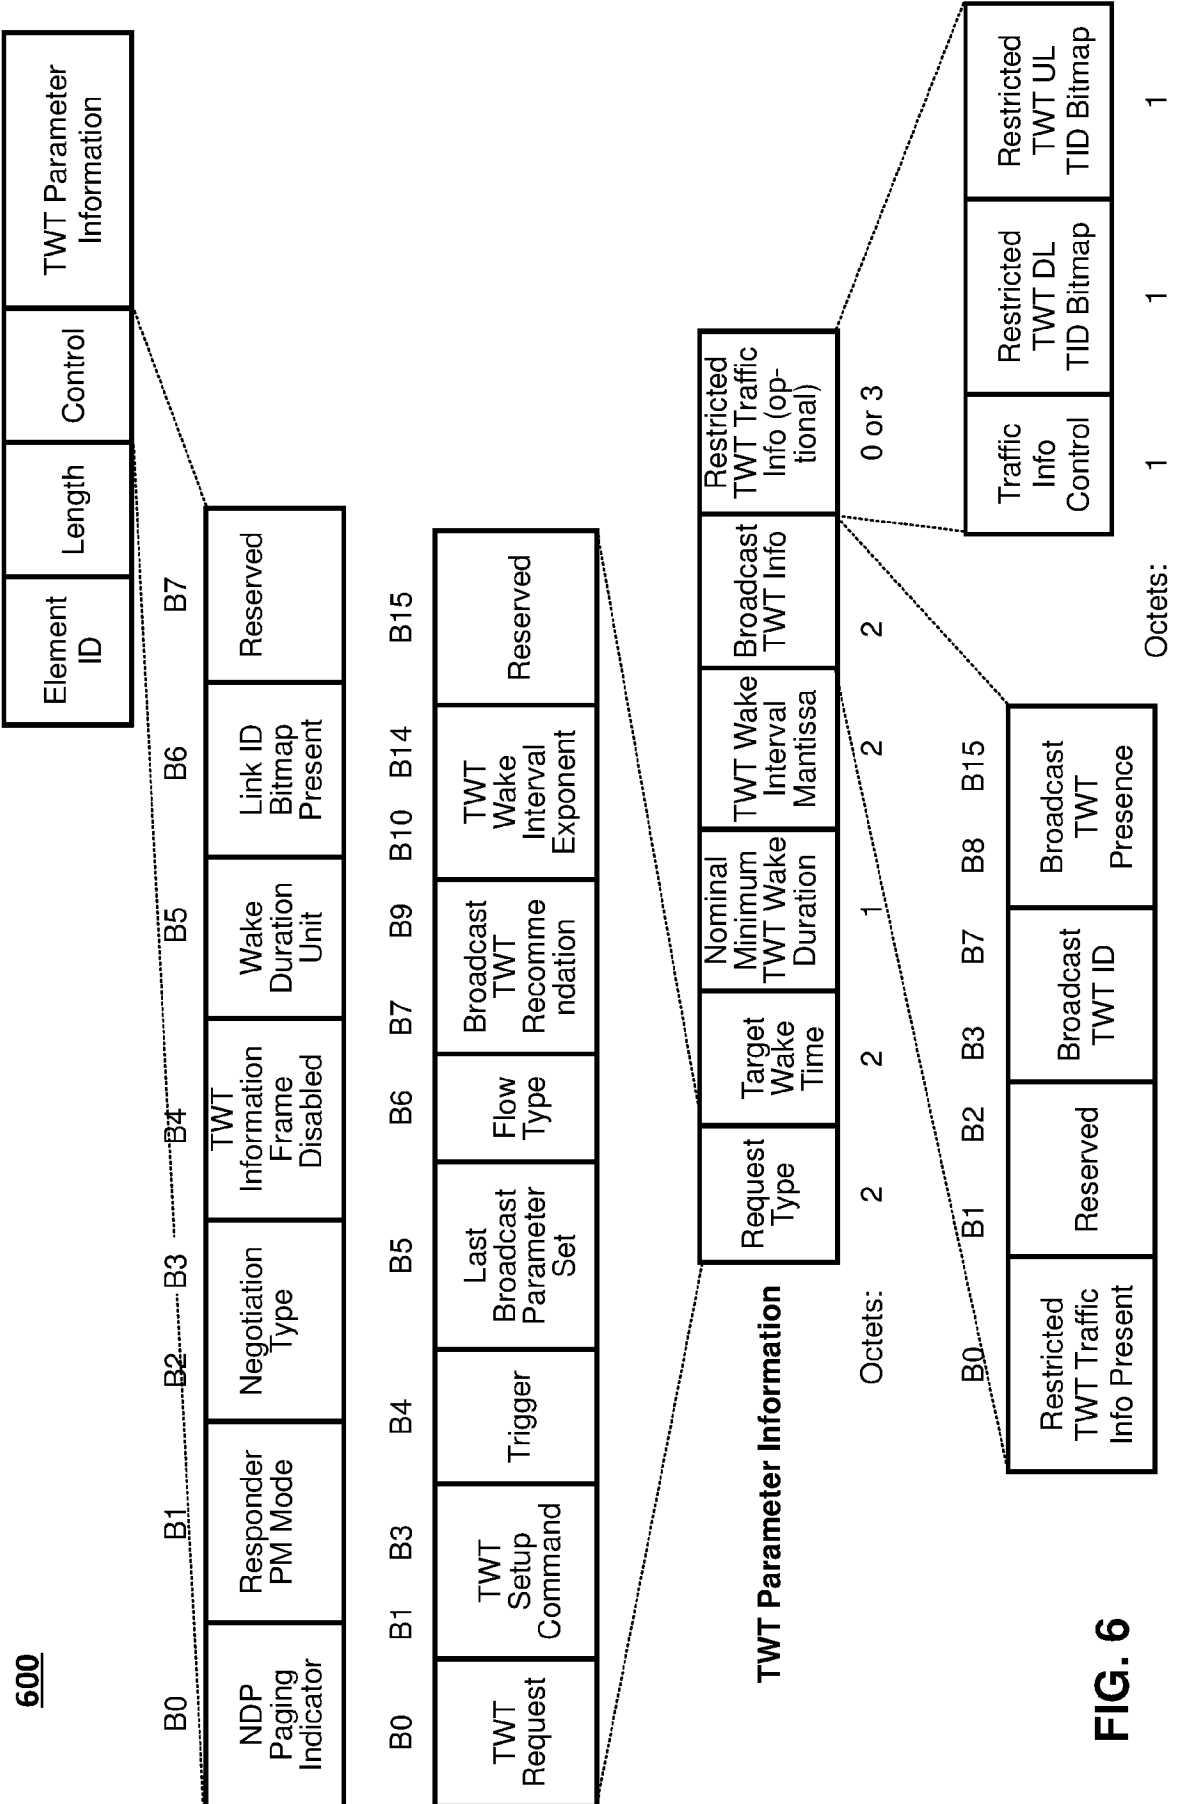 600
Element
ID
Length
Control
TWT Parameter
Information
B0
B1
B2
B3
B4
B5
B6
B7
NDP
Paging
Indicator
Responder
PM Mode
Negotiation
Type
TWT
Information
Frame
Disabled
Wake
Duration
Unit
Link ID
Bitmap
Present
Reserved
B0
B1
B3
B4
B5
B6
B7
B9
B10
B14
B15
TWT
Request
TWT
Setup
Command
Trigger
Last
Broadcast
Parameter
Set
Flow
Type
Broadcast
TWT
Recomme
ndation
TWT
Wake
Interval
Exponent
Reserved
TWT Parameter Information
Request
Type
Target
Wake
Time
Nominal
Minimum
TWT Wake
Duration
TWT Wake
Interval
Mantissa
Broadcast
TWT Info
Restricted
TWT Traffic
Info (op-
tional)
Octets:
2
2
1
2
2
0 or 3
B0
B1
B2
B3
B7
B8
B15
Restricted
TWT Traffic
Info Present
Reserved
Broadcast
TWT ID
Broadcast
TWT
Presence
Traffic
Info
Control
Restricted
TWT DL
TID Bitmap
Restricted
TWT UL
TID Bitmap
Octets:
1
1
1
FIG. 6